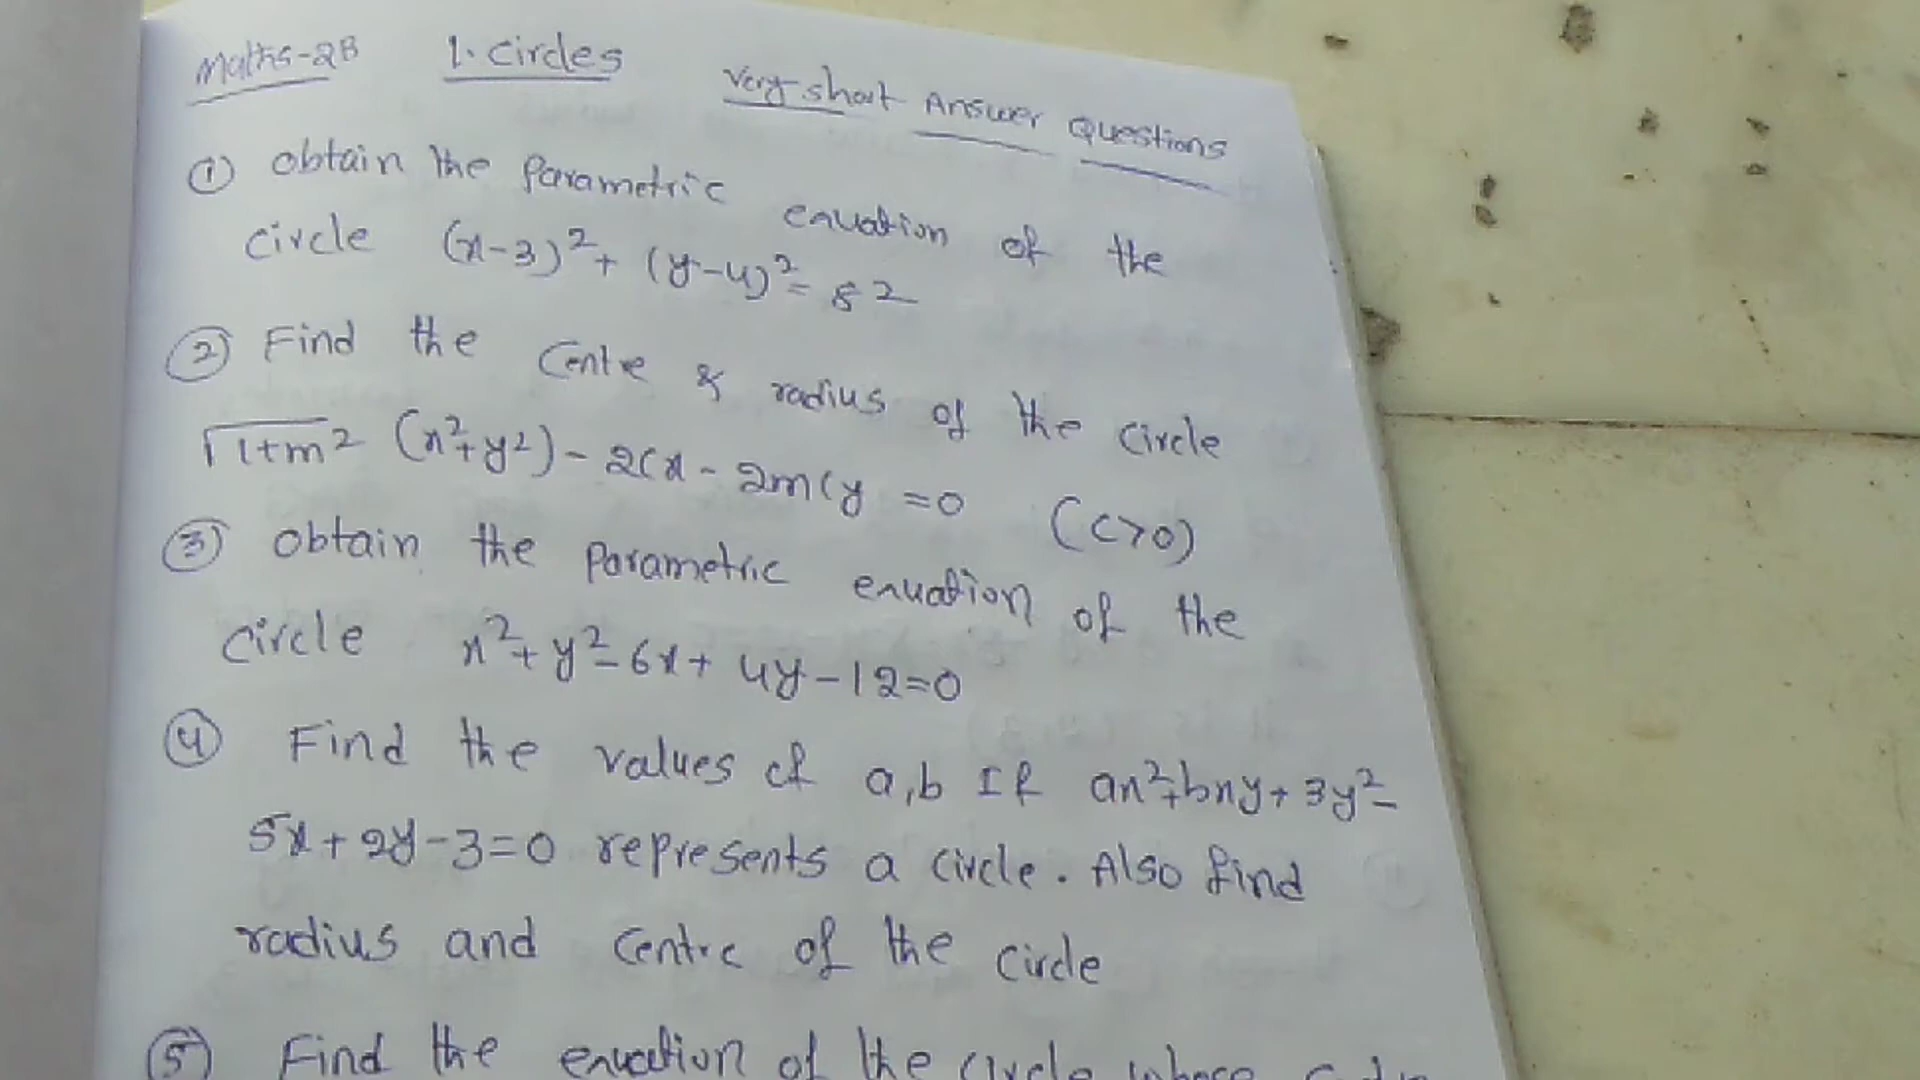 Maths-2B 1. Circles Very short Answer Questions
① Obtain the Parametric equation of the
circle (x-3)²+(y-4)²=8²
② Find the Centre & radius of the circle
√1+m² (x²+y²)-2cx-2mcy=0 (c>0)
③ Obtain the Parametric equation of the
circle x²+y²-6x+4y-12=0
④ Find the values of a,b If ax²+bxy+3y²-
5x+2y-3=0 represents a circle. Also find
radius and Centre of the circle
⑤ Find the equation of the circle whose